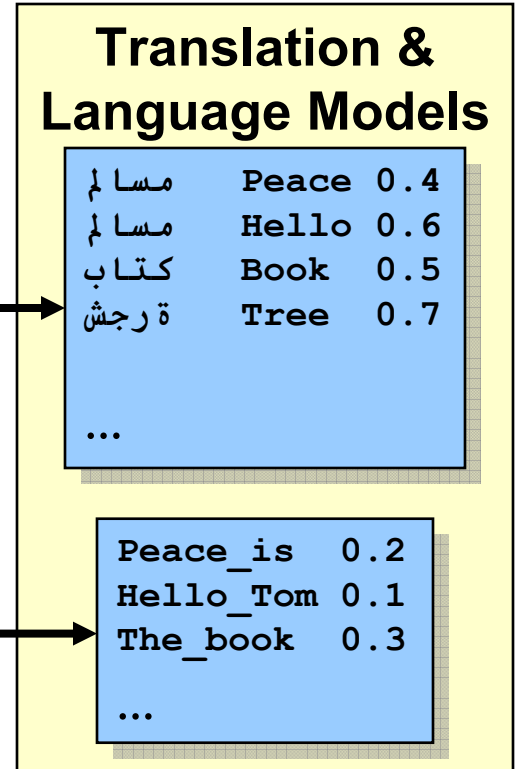 Translation &
Language Models
مسالم Peace 0.4
مسالم Hello 0.6
كتاب Book 0.5
ةرجش Tree 0.7
...
Peace_is 0.2
Hello_Tom 0.1
The_book 0.3
...